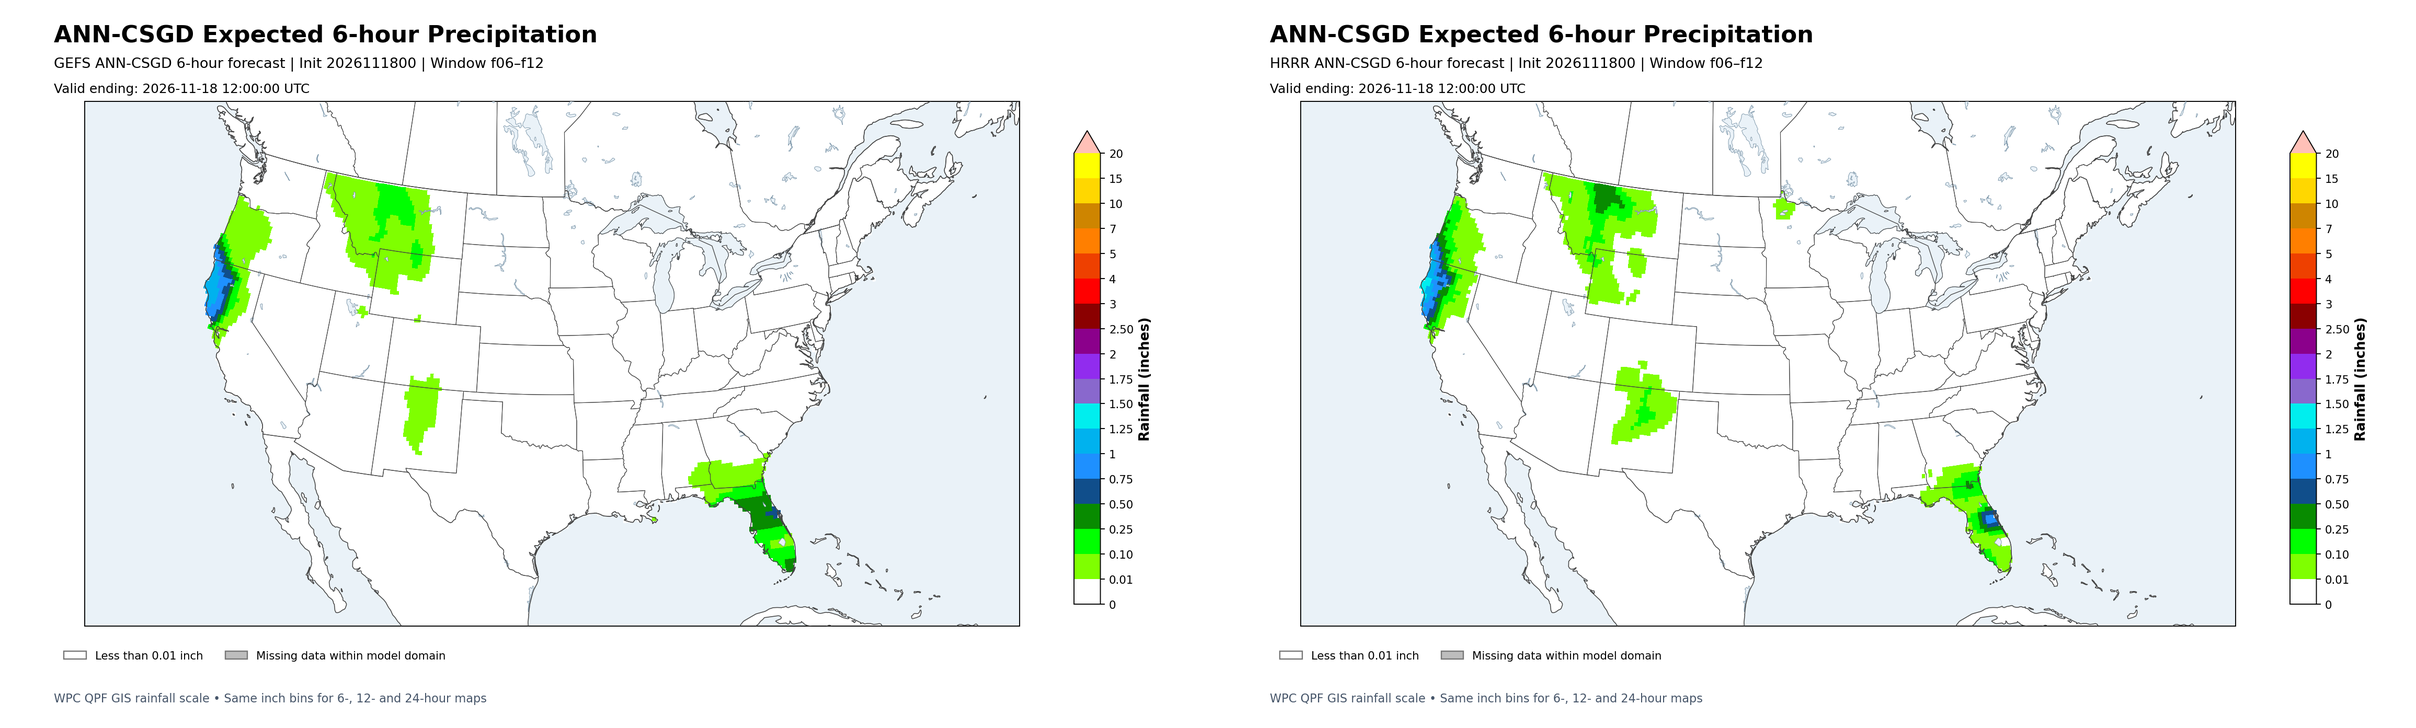 ANN-CSGD Expected 6-hour Precipitation
GEFS ANN-CSGD 6-hour forecast | Init 2026111800 | Window f06–f12
Valid ending: 2026-11-18 12:00:00 UTC
20
15
10
7
5
4
3
2.50
2
1.75
1.50
1.25
1
0.75
0.50
0.25
0.10
0.01
0
Rainfall (inches)
Less than 0.01 inch
Missing data within model domain
WPC QPF GIS rainfall scale • Same inch bins for 6-, 12- and 24-hour maps
ANN-CSGD Expected 6-hour Precipitation
HRRR ANN-CSGD 6-hour forecast | Init 2026111800 | Window f06–f12
Valid ending: 2026-11-18 12:00:00 UTC
20
15
10
7
5
4
3
2.50
2
1.75
1.50
1.25
1
0.75
0.50
0.25
0.10
0.01
0
Rainfall (inches)
Less than 0.01 inch
Missing data within model domain
WPC QPF GIS rainfall scale • Same inch bins for 6-, 12- and 24-hour maps